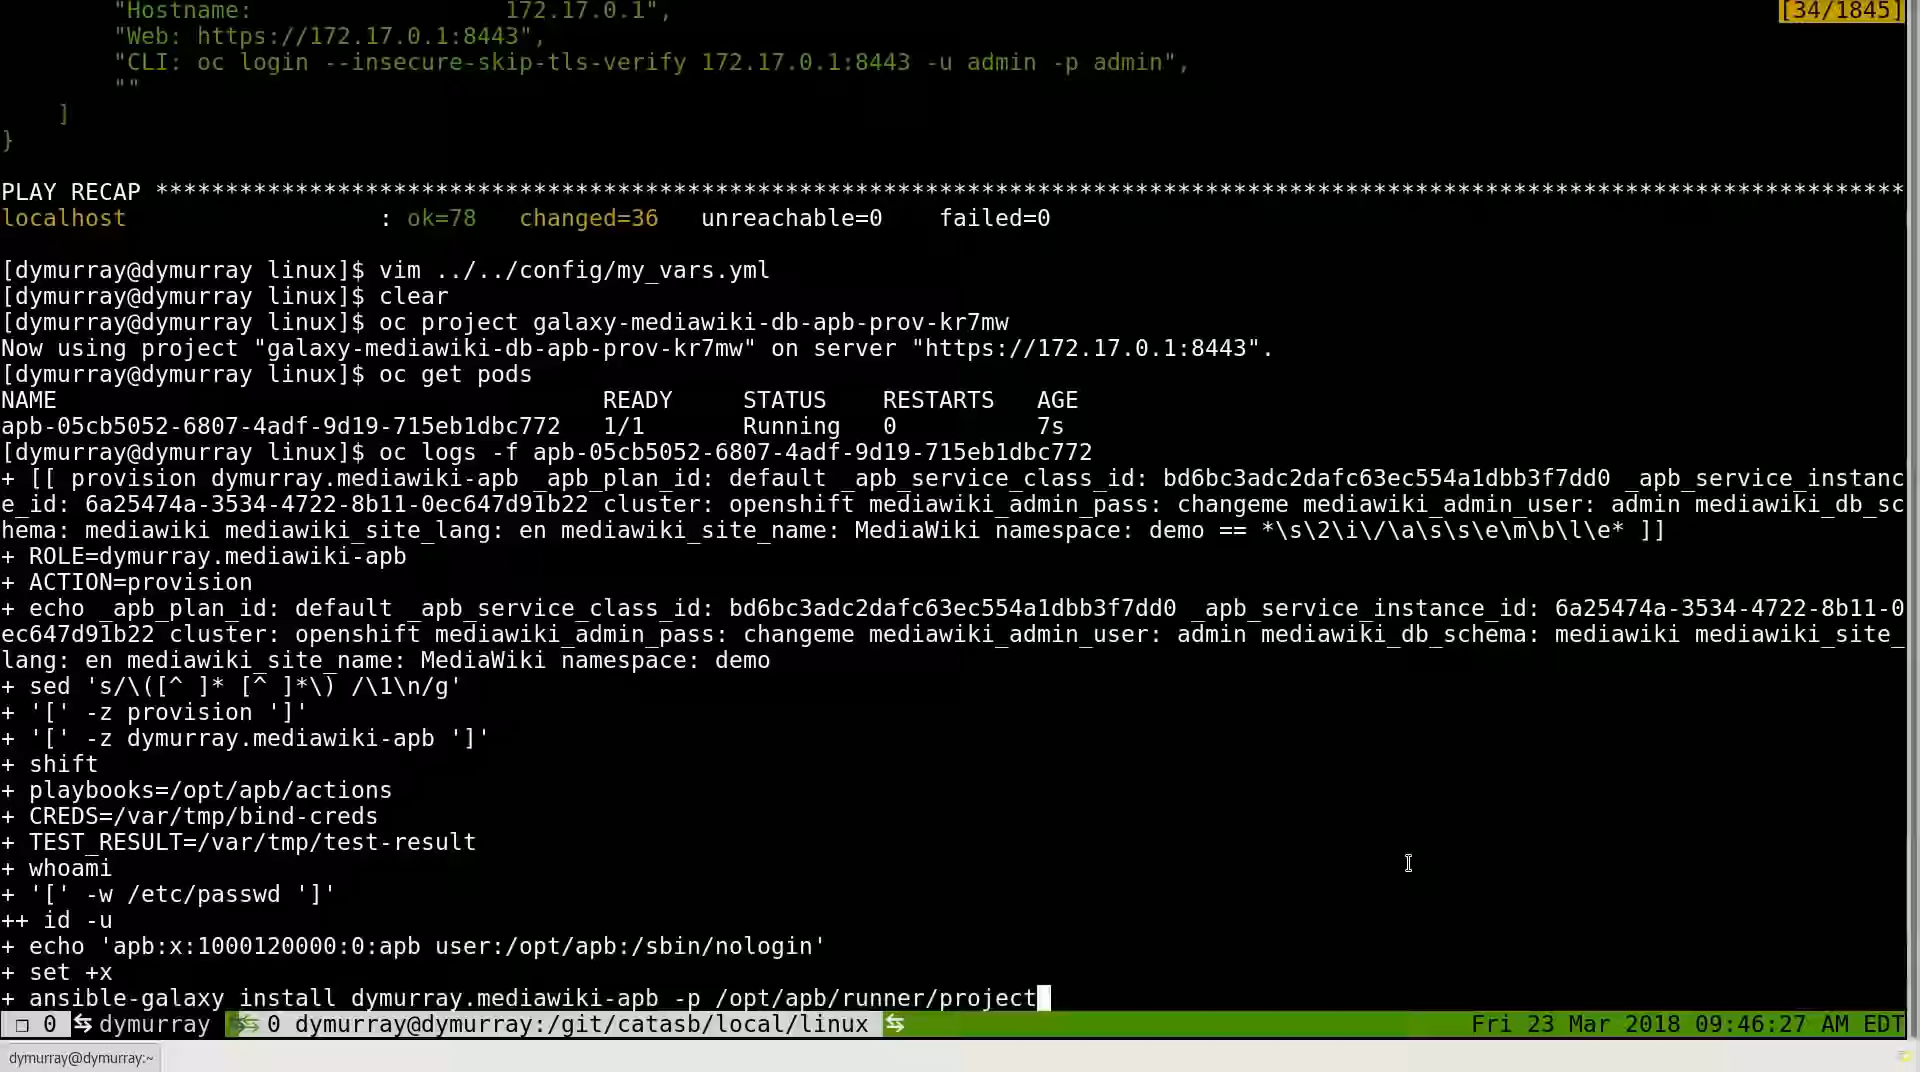 "Hostname:                  172.17.0.1",
[34/1845]
"Web: https://172.17.0.1:8443",
"CLI: oc login --insecure-skip-tls-verify 172.17.0.1:8443 -u admin -p admin",
""
]
}
PLAY RECAP *****************************************************************************************************************************
localhost                  : ok=78   changed=36   unreachable=0    failed=0
[dymurray@dymurray linux]$ vim ../../config/my_vars.yml
[dymurray@dymurray linux]$ clear
[dymurray@dymurray linux]$ oc project galaxy-mediawiki-db-apb-prov-kr7mw
Now using project "galaxy-mediawiki-db-apb-prov-kr7mw" on server "https://172.17.0.1:8443".
[dymurray@dymurray linux]$ oc get pods
NAME                                       READY     STATUS    RESTARTS   AGE
apb-05cb5052-6807-4adf-9d19-715eb1dbc772   1/1       Running   0          7s
[dymurray@dymurray linux]$ oc logs -f apb-05cb5052-6807-4adf-9d19-715eb1dbc772
+ [[ provision dymurray.mediawiki-apb _apb_plan_id: default _apb_service_class_id: bd6bc3adc2dafc63ec554a1dbb3f7dd0 _apb_service_instanc
e_id: 6a25474a-3534-4722-8b11-0ec647d91b22 cluster: openshift mediawiki_admin_pass: changeme mediawiki_admin_user: admin mediawiki_db_sc
hema: mediawiki mediawiki_site_lang: en mediawiki_site_name: MediaWiki namespace: demo == *\s\2\i\/\a\s\s\e\m\b\l\e* ]]
+ ROLE=dymurray.mediawiki-apb
+ ACTION=provision
+ echo _apb_plan_id: default _apb_service_class_id: bd6bc3adc2dafc63ec554a1dbb3f7dd0 _apb_service_instance_id: 6a25474a-3534-4722-8b11-0
ec647d91b22 cluster: openshift mediawiki_admin_pass: changeme mediawiki_admin_user: admin mediawiki_db_schema: mediawiki mediawiki_site_
lang: en mediawiki_site_name: MediaWiki namespace: demo
+ sed 's/\([^ ]* [^ ]*\) /\1\n/g'
+ '[' -z provision ']'
+ '[' -z dymurray.mediawiki-apb ']'
+ shift
+ playbooks=/opt/apb/actions
+ CREDS=/var/tmp/bind-creds
+ TEST_RESULT=/var/tmp/test-result
+ whoami
+ '[' -w /etc/passwd ']'
++ id -u
+ echo 'apb:x:1000120000:0:apb user:/opt/apb:/sbin/nologin'
+ set +x
+ ansible-galaxy install dymurray.mediawiki-apb -p /opt/apb/runner/project
❐ 0 ⇆ dymurray ⇆ 0 dymurray@dymurray:/git/catasb/local/linux ⇆ Fri 23 Mar 2018 09:46:27 AM EDT
dymurray@dymurray:~